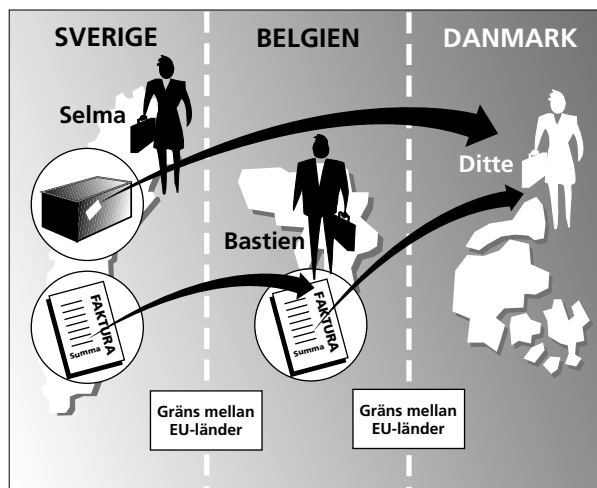 SVERIGE
BELGIEN
DANMARK
Selma
Ditte
Bastien
FAKTURA
Summa
FAKTURA
Summa
Gräns mellan
EU-länder
Gräns mellan
EU-länder